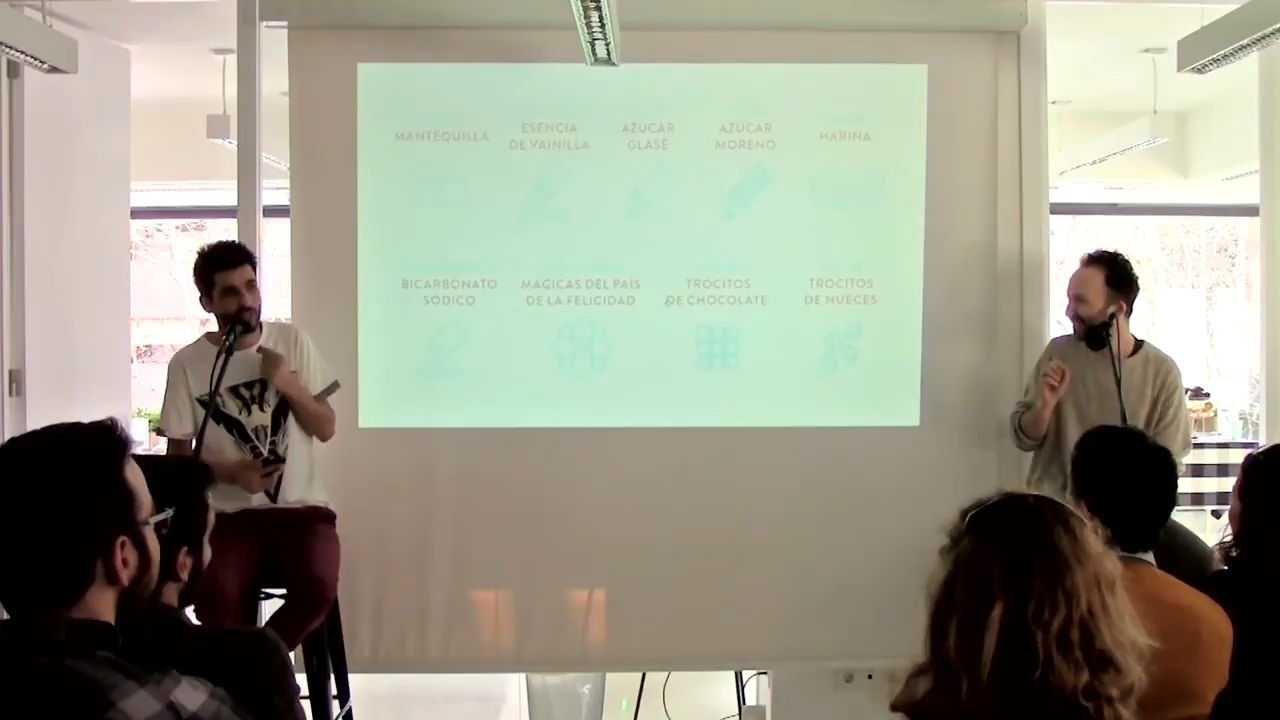 MANTEQUILLA
ESENCIA
DE VAINILLA
AZUCAR
GLASÉ
AZUCAR
MORENO
HARINA
BICARBONATO
SÓDICO
MAGICAS DEL PAÍS
DE LA FELICIDAD
TROCITOS
DE CHOCOLATE
TROCITOS
DE NUECES